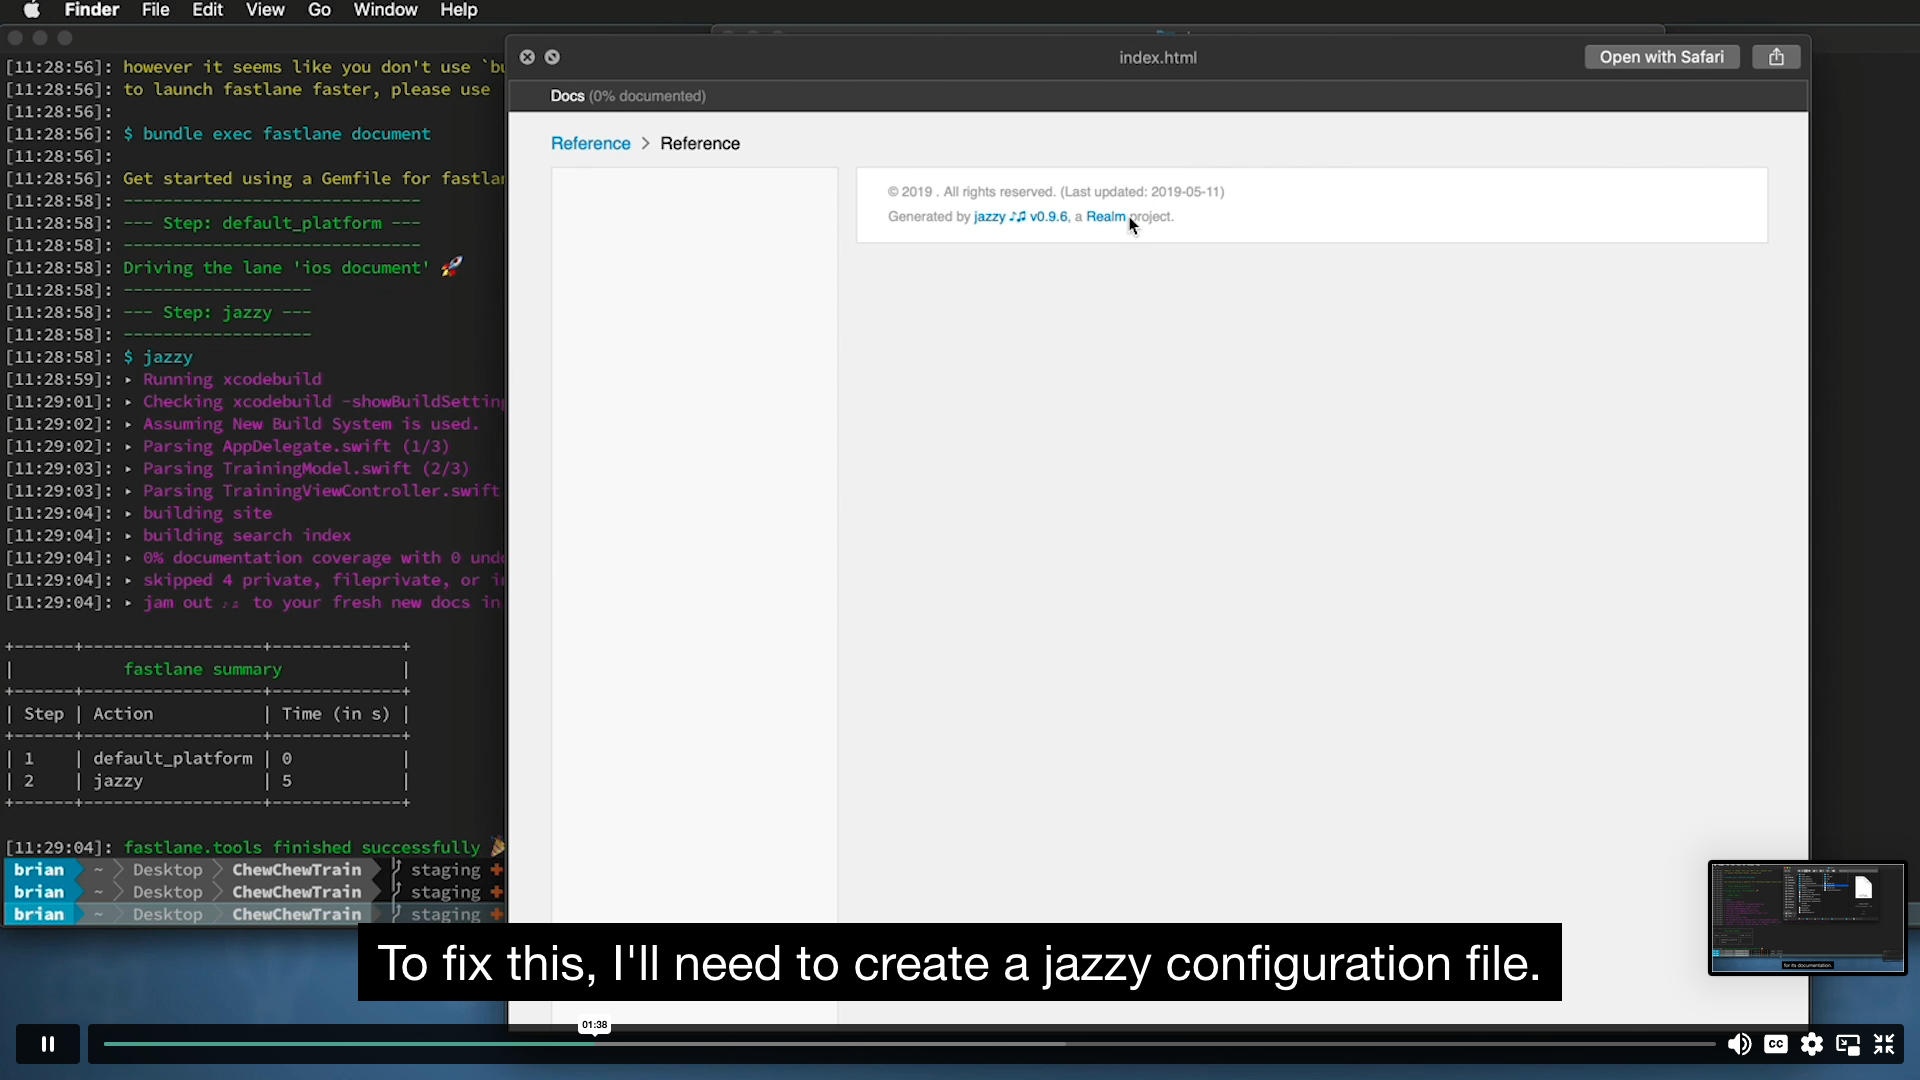 Finder File Edit View Go Window Help
[11:28:56]: however it seems like you don't use `bu
[11:28:56]: to launch fastlane faster, please use
[11:28:56]:
[11:28:56]: $ bundle exec fastlane document
[11:28:56]:
[11:28:56]: Get started using a Gemfile for fastlan
[11:28:58]: ------------------------------
[11:28:58]: --- Step: default_platform ---
[11:28:58]: ------------------------------
[11:28:58]: Driving the lane 'ios document' 🚀
[11:28:58]: -------------------
[11:28:58]: --- Step: jazzy ---
[11:28:58]: -------------------
[11:28:58]: $ jazzy
[11:28:59]: ▸ Running xcodebuild
[11:29:01]: ▸ Checking xcodebuild -showBuildSetting
[11:29:02]: ▸ Assuming New Build System is used.
[11:29:02]: ▸ Parsing AppDelegate.swift (1/3)
[11:29:03]: ▸ Parsing TrainingModel.swift (2/3)
[11:29:03]: ▸ Parsing TrainingViewController.swift
[11:29:04]: ▸ building site
[11:29:04]: ▸ building search index
[11:29:04]: ▸ 0% documentation coverage with 0 und
[11:29:04]: ▸ skipped 4 private, fileprivate, or i
[11:29:04]: ▸ jam out ♪♫ to your fresh new docs in
+------+------------------+-------------+
| fastlane summary |
+------+------------------+-------------+
| Step | Action | Time (in s) |
+------+------------------+-------------+
| 1 | default_platform | 0 |
| 2 | jazzy | 5 |
+------+------------------+-------------+
[11:29:04]: fastlane.tools finished successfully 🎉
brian ~ Desktop ChewChewTrain staging
brian ~ Desktop ChewChewTrain staging
brian ~ Desktop ChewChewTrain staging
index.html
Open with Safari
Docs (0% documented)
Reference > Reference
© 2019 . All rights reserved. (Last updated: 2019-05-11)
Generated by jazzy ♪♫ v0.9.6, a Realm project.
for its documentation.
To fix this, I'll need to create a jazzy configuration file.
01:38
CC